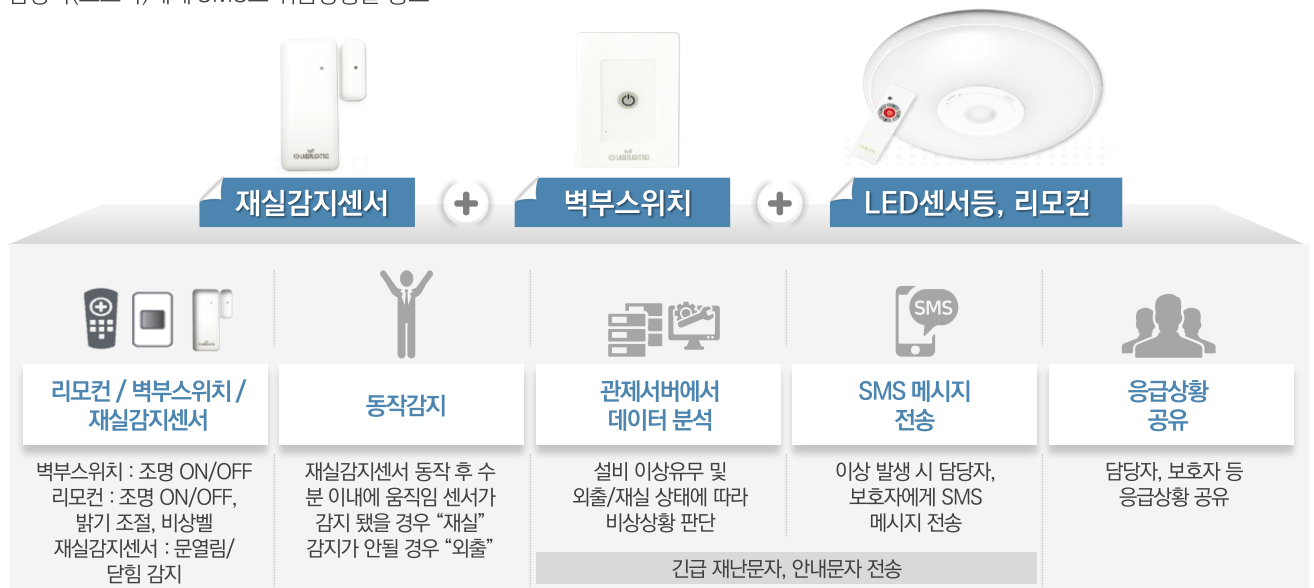 재실감지센서
벽부스위치
LED센서등, 리모컨
SMS
리모컨 / 벽부스위치 /
재실감지센서
동작감지
관제서버에서
데이터 분석
SMS 메시지
전송
응급상황
공유
벽부스위치 : 조명 ON/OFF
리모컨 : 조명 ON/OFF,
밝기 조절, 비상벨
재실감지센서 : 문열림/
닫힘 감지
재실감지센서 동작 후 수
분 이내에 움직임 센서가
감지 됐을 경우 “재실”
감지가 안될 경우 “외출”
설비 이상유무 및
외출/재실 상태에 따라
비상상황 판단
이상 발생 시 담당자,
보호자에게 SMS
메시지 전송
담당자, 보호자 등
응급상황 공유
긴급 재난문자, 안내문자 전송